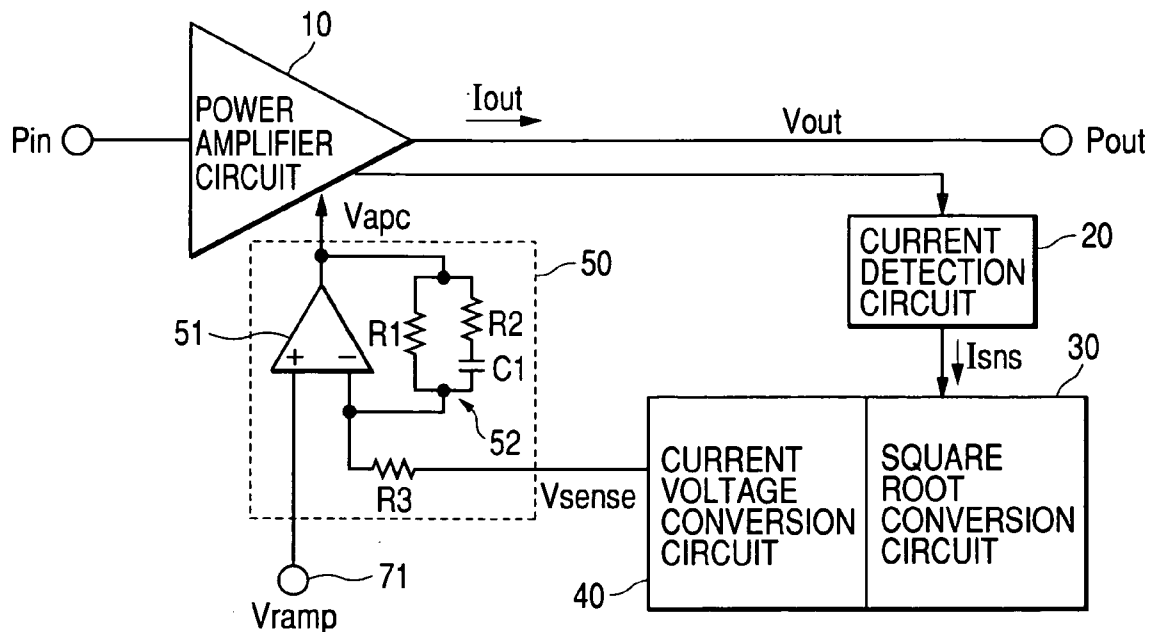 10
POWER
AMPLIFIER
CIRCUIT
Pin
Iout
Vout
Pout
Vapc
50
20
CURRENT
DETECTION
CIRCUIT
51
+ −
R1
R2
C1
52
R3
Isns
30
Vsense
CURRENT
VOLTAGE
CONVERSION
CIRCUIT
SQUARE
ROOT
CONVERSION
CIRCUIT
40
71
Vramp